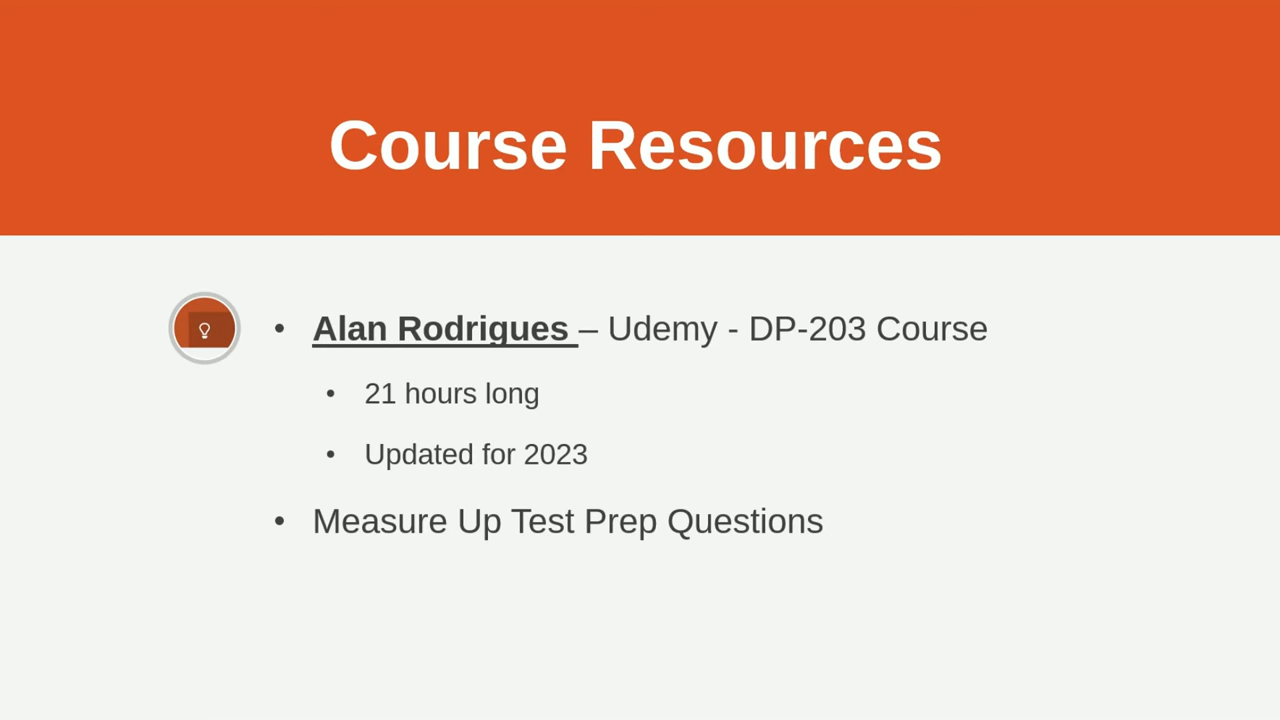 Course Resources
• Alan Rodrigues – Udemy - DP-203 Course
• 21 hours long
• Updated for 2023
• Measure Up Test Prep Questions